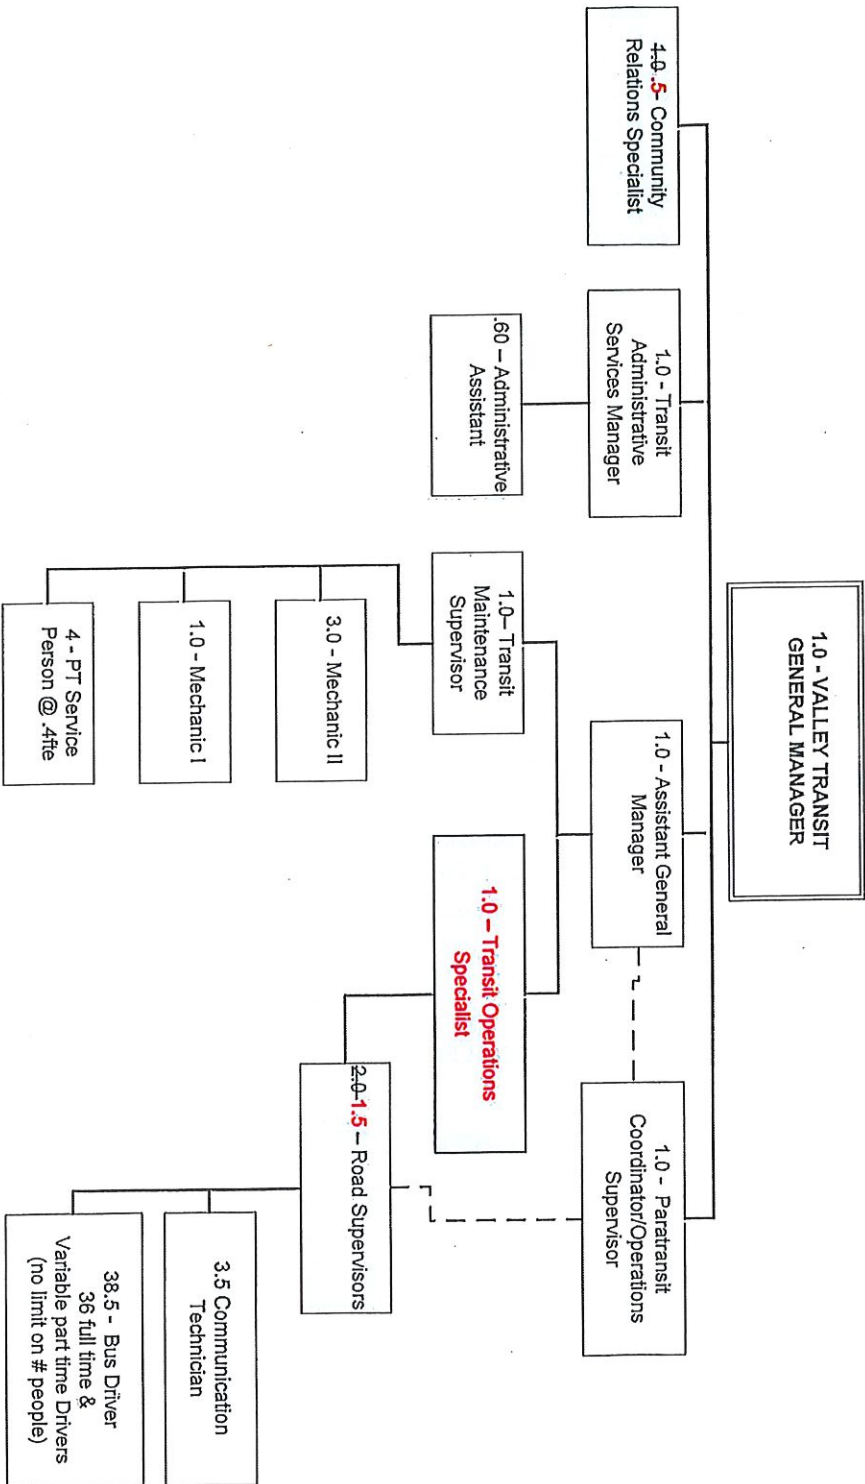 1.0 - VALLEY TRANSIT
GENERAL MANAGER
1.0 .5- Community
Relations Specialist
1.0 - Transit
Administrative
Services Manager
1.0 - Assistant General
Manager
1.0 - Paratransit
Coordinator/Operations
Supervisor
.60 – Administrative
Assistant
1.0– Transit
Maintenance
Supervisor
1.0 – Transit Operations
Specialist
3.0 - Mechanic II
2.0 1.5 – Road Supervisors
1.0 - Mechanic I
3.5 Communication
Technician
4 - PT Service
Person @ .4fte
38.5 - Bus Driver
36 full time &
Variable part time Drivers
(no limit on # people)